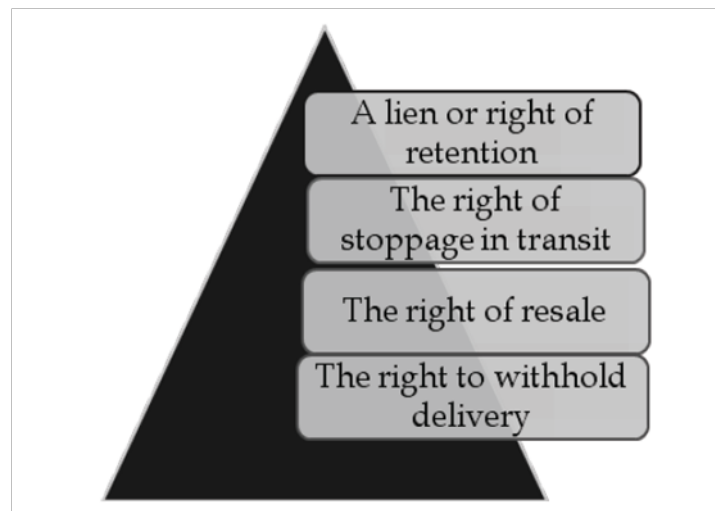 A lien or right of
retention
The right of
stoppage in transit
The right of resale
The right to withhold
delivery